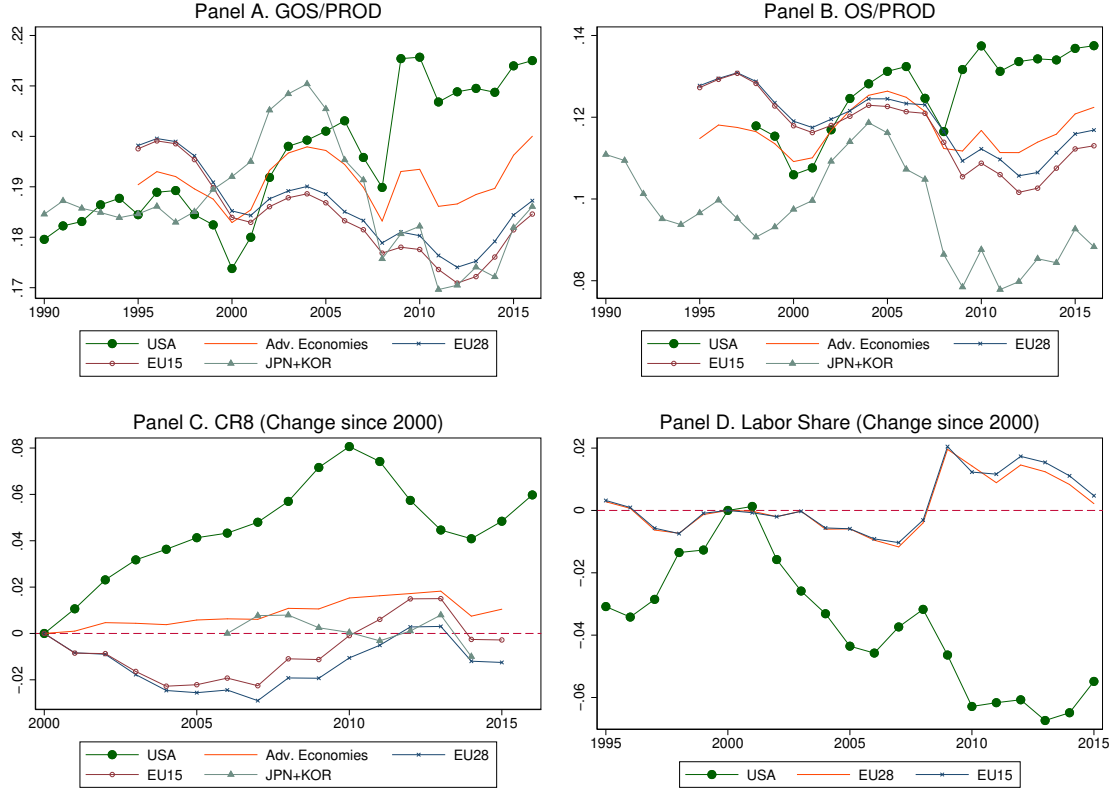 Panel A. GOS/PROD
.22
.21
.2
.19
.18
.17
1990 1995 2000 2005 2010 2015
USA Adv. Economies EU28
EU15 JPN+KOR
Panel B. OS/PROD
.14
.12
.1
.08
1990 1995 2000 2005 2010 2015
USA Adv. Economies EU28
EU15 JPN+KOR
Panel C. CR8 (Change since 2000)
.08
.06
.04
.02
0
-.02
2000 2005 2010 2015
USA Adv. Economies EU28
EU15 JPN+KOR
Panel D. Labor Share (Change since 2000)
.02
0
-.02
-.04
-.06
1995 2000 2005 2010 2015
USA EU28 EU15